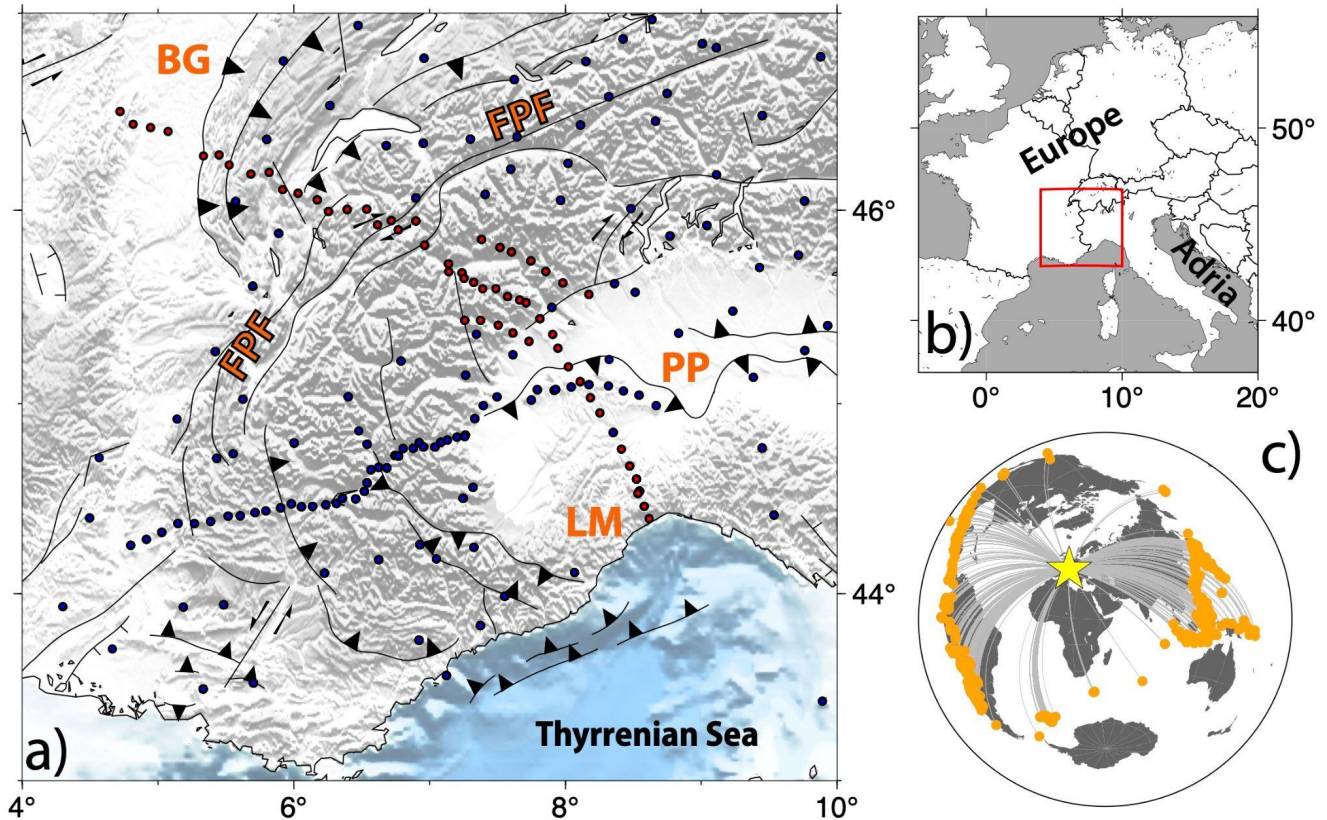 BG
FPF
FPF
PP
LM
Thyrrenian Sea
a)
46°
44°
4°
6°
8°
10°
Europe
Adria
b)
50°
40°
0°
10°
20°
c)